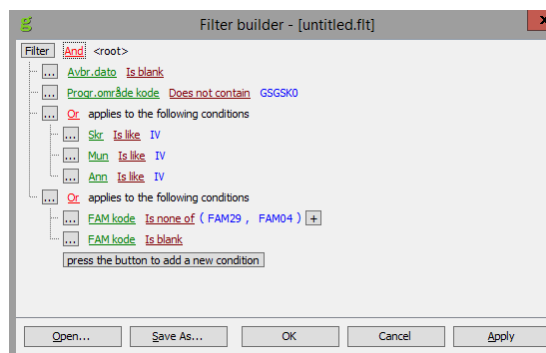 Filter builder - [untitled.flt]
Filter And <root>
... Avbr.dato Is blank
... Progr.område kode Does not contain GSGSK0
... Or applies to the following conditions
... Skr Is like IV
... Mun Is like IV
... Ann Is like IV
... Or applies to the following conditions
... FAM kode Is none of ( FAM29 , FAM04 ) +
... FAM kode Is blank
press the button to add a new condition
Open... Save As... OK Cancel Apply